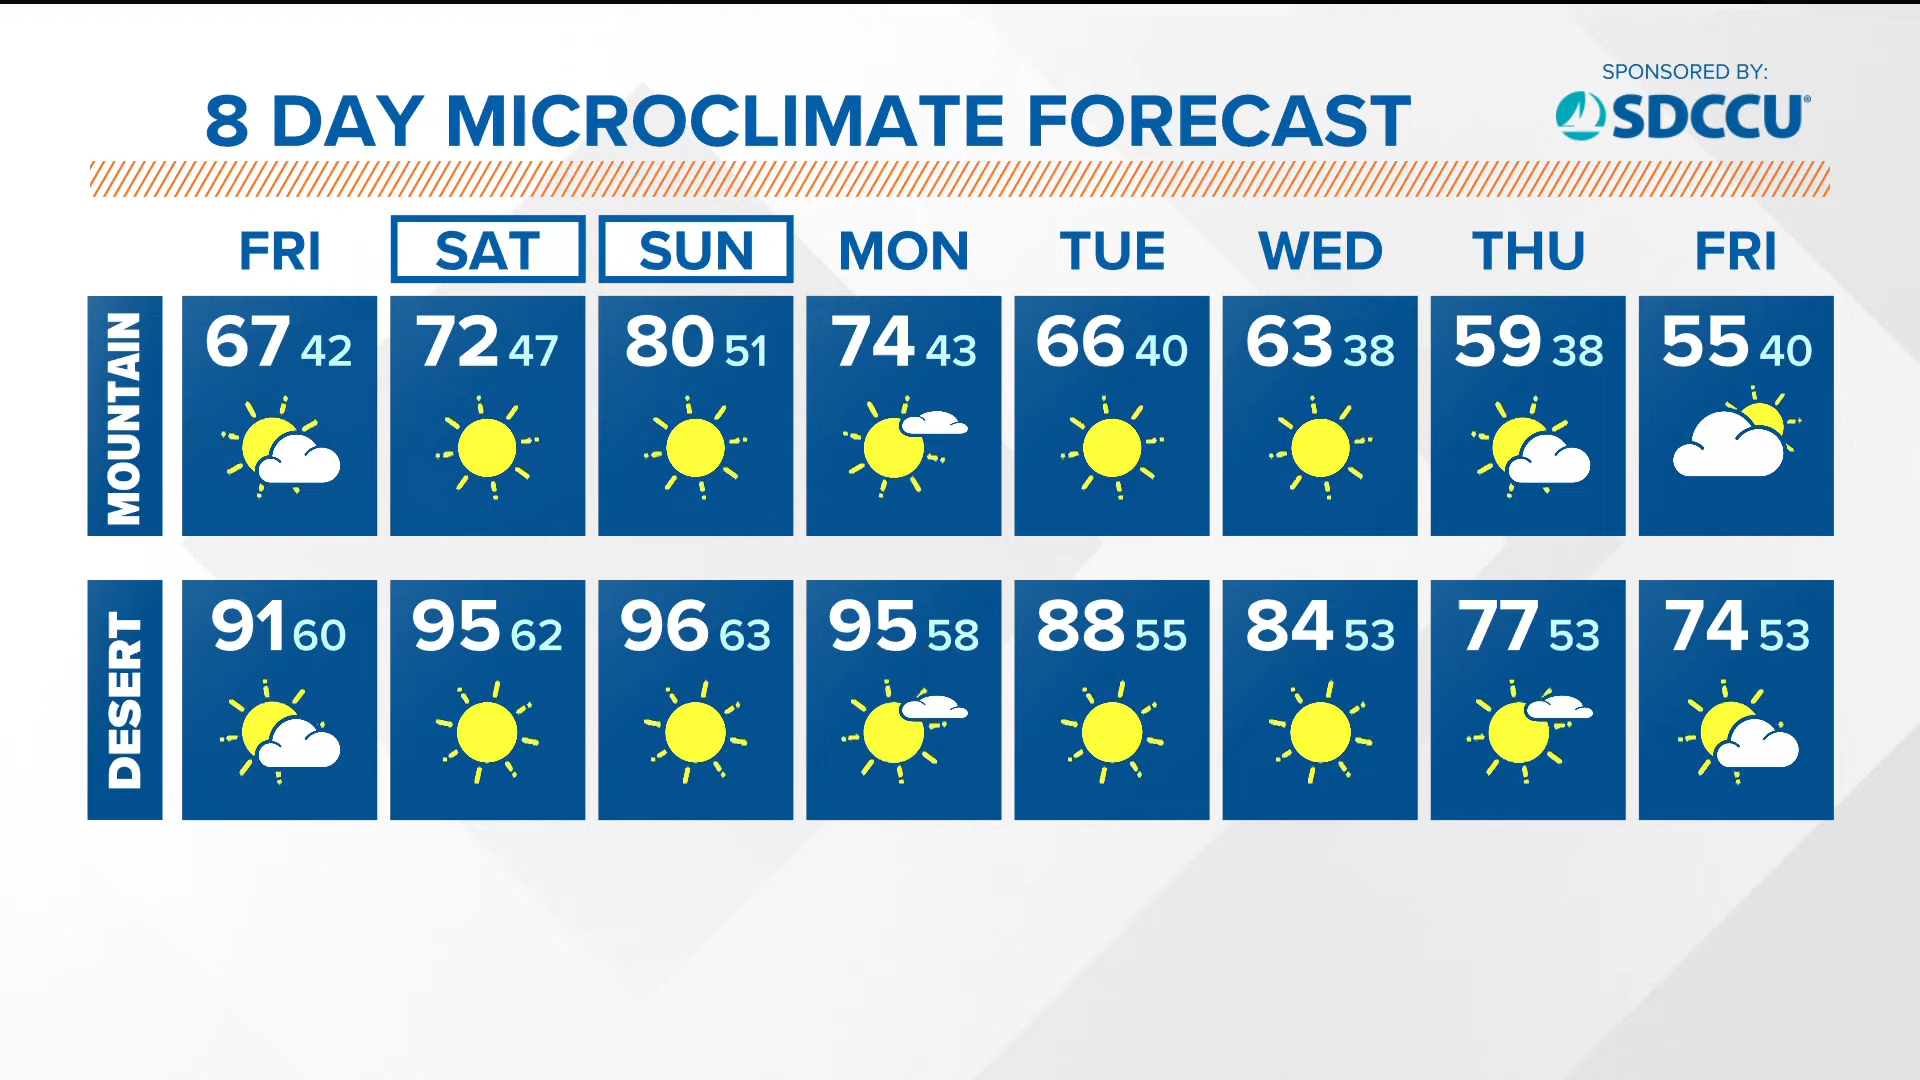 SPONSORED BY:
8 DAY MICROCLIMATE FORECAST
SDCCU®
FRI SAT SUN MON TUE WED THU FRI
MOUNTAIN
67 42 72 47 80 51 74 43 66 40 63 38 59 38 55 40
DESERT
91 60 95 62 96 63 95 58 88 55 84 53 77 53 74 53